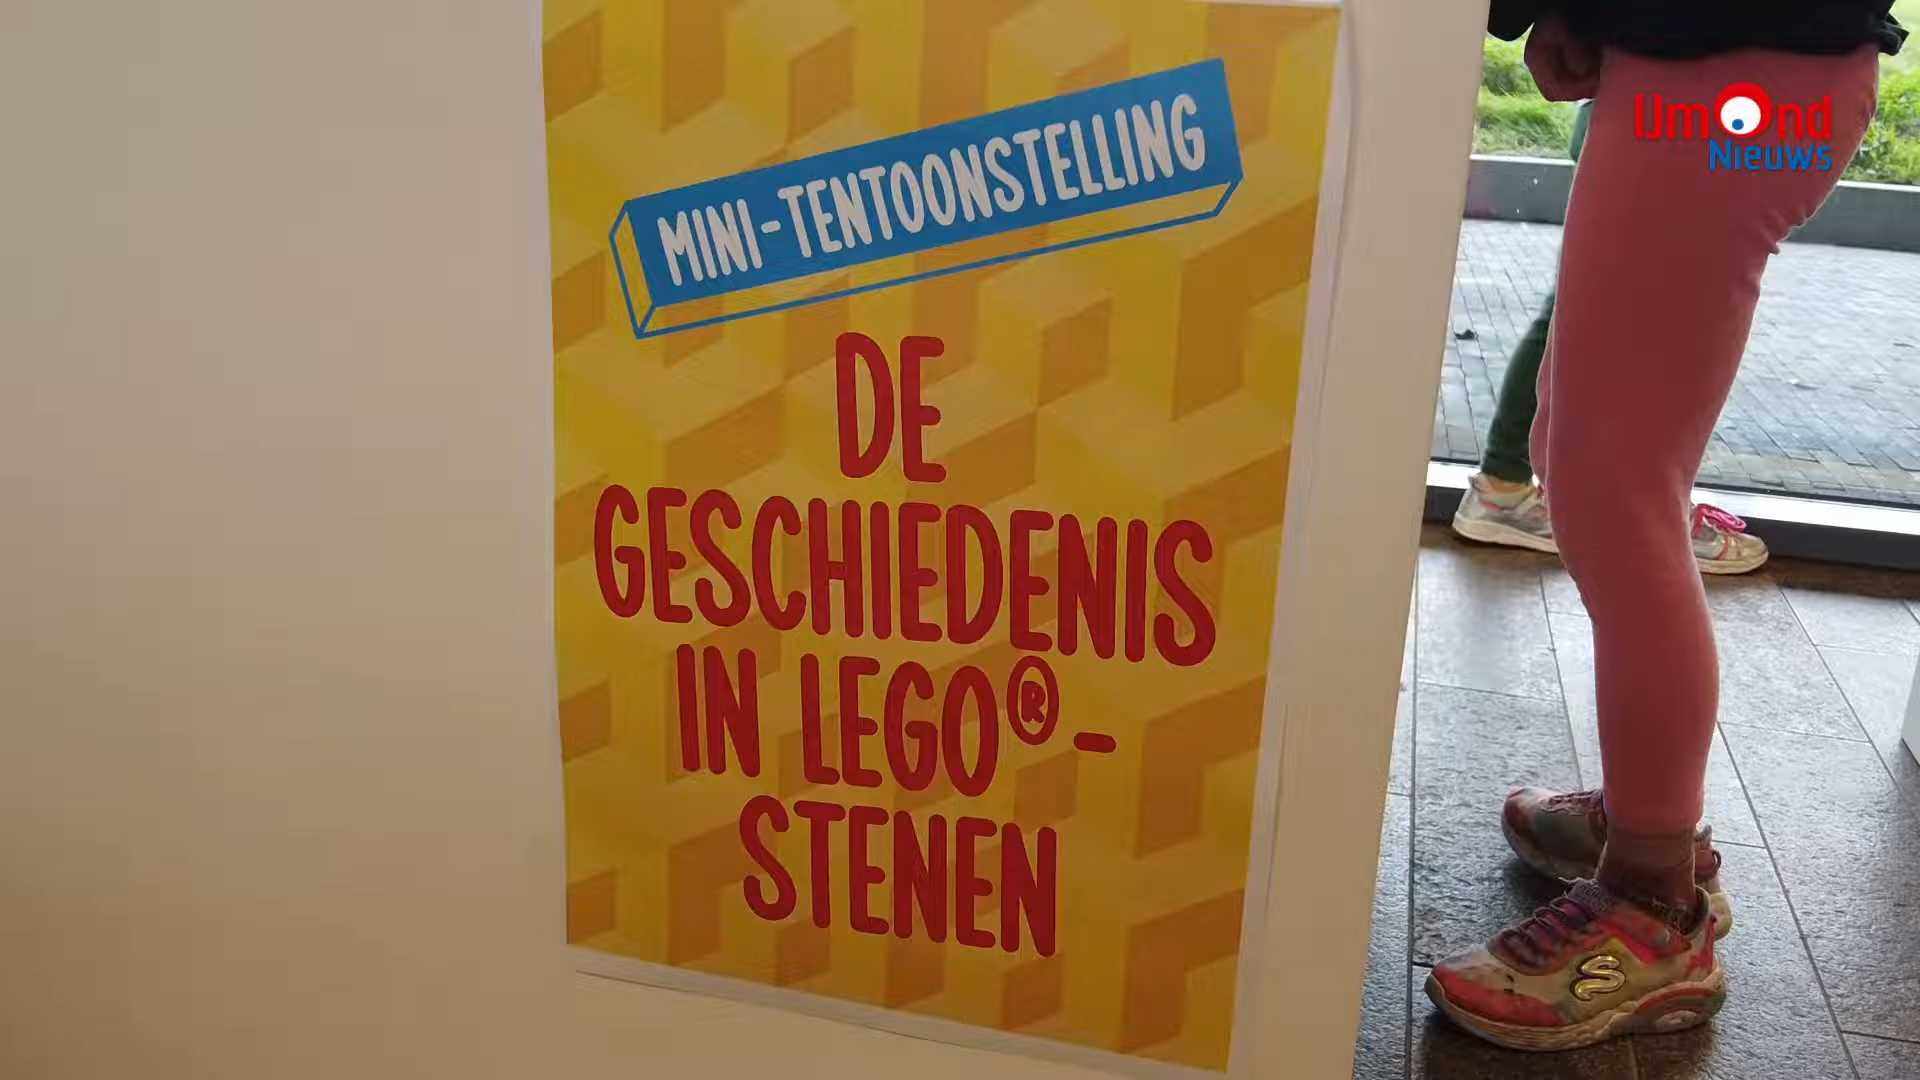 MINI-TENTOONSTELLING
DE
GESCHIEDENIS
IN LEGO®-
STENEN
IJmOnd
Nieuws